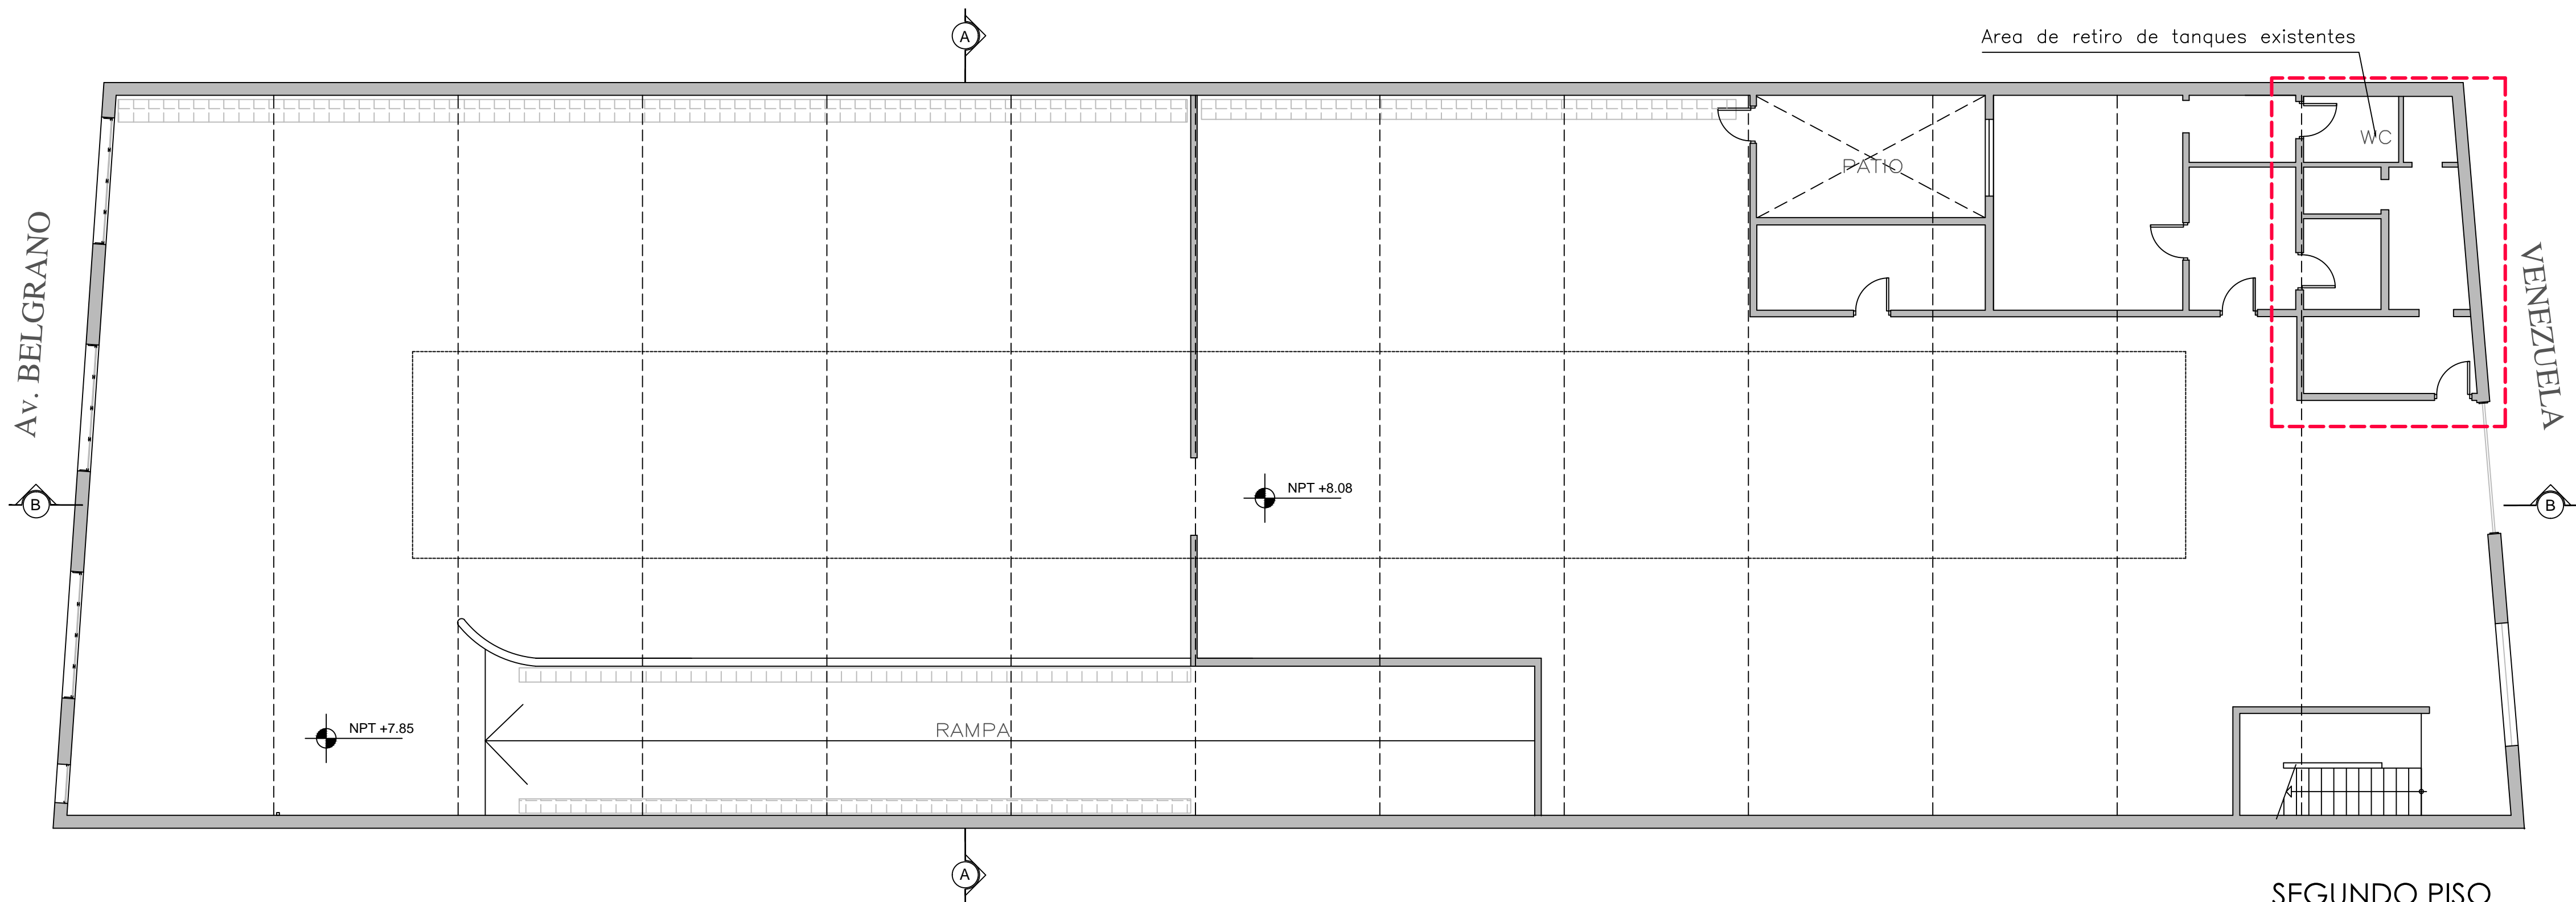 A
Area de retiro de tanques existentes
WC
PATIO
Av. BELGRANO
VENEZUELA
NPT +8.08
B
B
NPT +7.85
RAMPA
A
SEGUNDO PISO